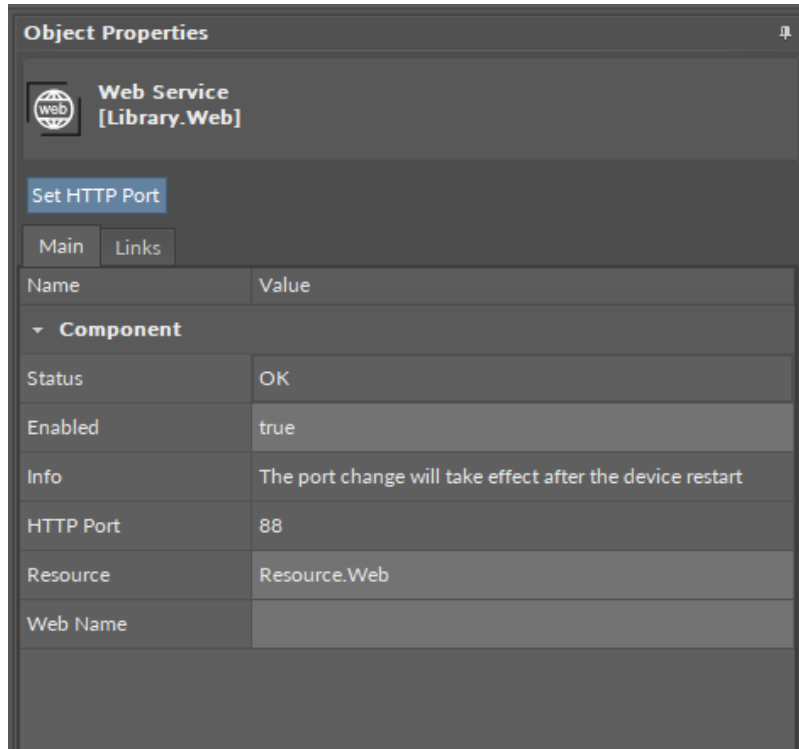 Object Properties
web
Web Service
[Library.Web]
Set HTTP Port
Main Links
Name Value
Component
Status OK
Enabled true
Info The port change will take effect after the device restart
HTTP Port 88
Resource Resource.Web
Web Name